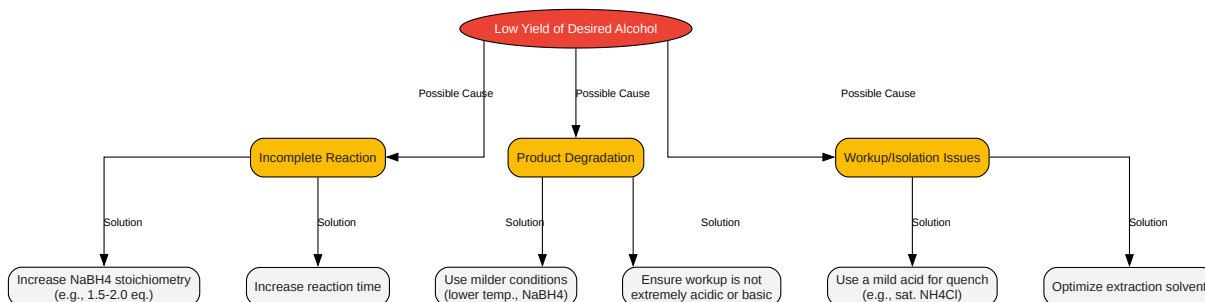 Low Yield of Desired Alcohol
Possible Cause
Possible Cause
Possible Cause
Incomplete Reaction
Product Degradation
Workup/Isolation Issues
Solution
Solution
Solution
Solution
Solution
Solution
Increase NaBH4 stoichiometry
(e.g., 1.5-2.0 eq.)
Increase reaction time
Use milder conditions
(lower temp., NaBH4)
Ensure workup is not
extremely acidic or basic
Use a mild acid for quench
(e.g., sat. NH4Cl)
Optimize extraction solvent